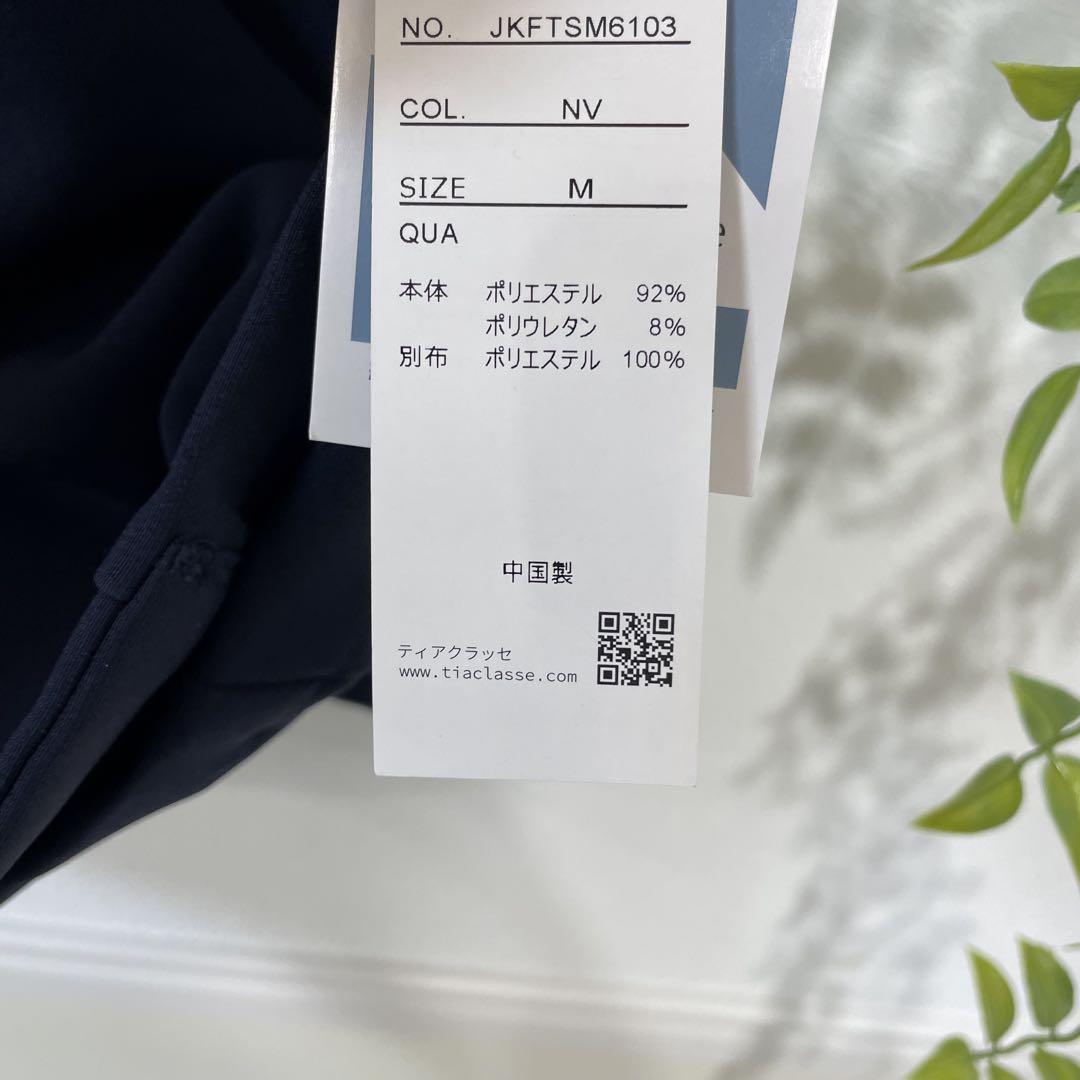 NO. JKFTSM6103
COL. NV
SIZE M
QUA
本体 ポリエステル 92%
ポリウレタン 8%
別布 ポリエステル 100%
中国製
ティアクラッセ
www.tiaclasse.com